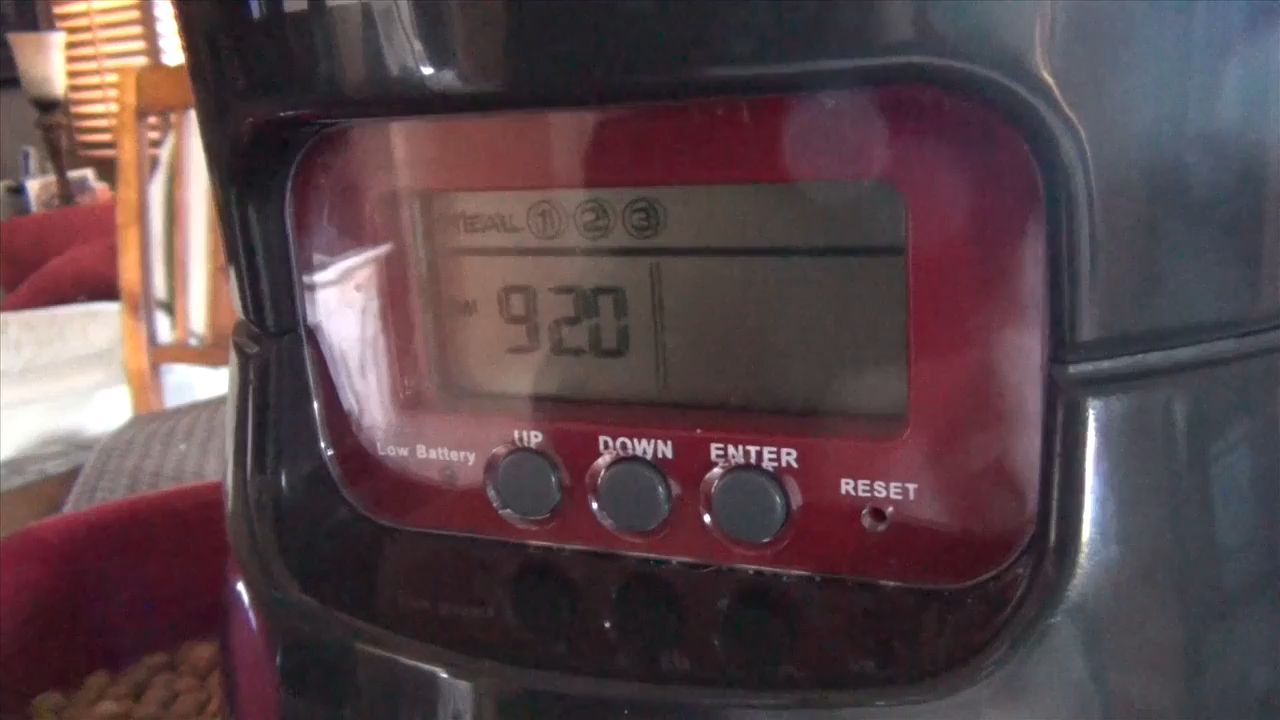 MEAL 1 2 3
920
UP DOWN ENTER
Low Battery
RESET